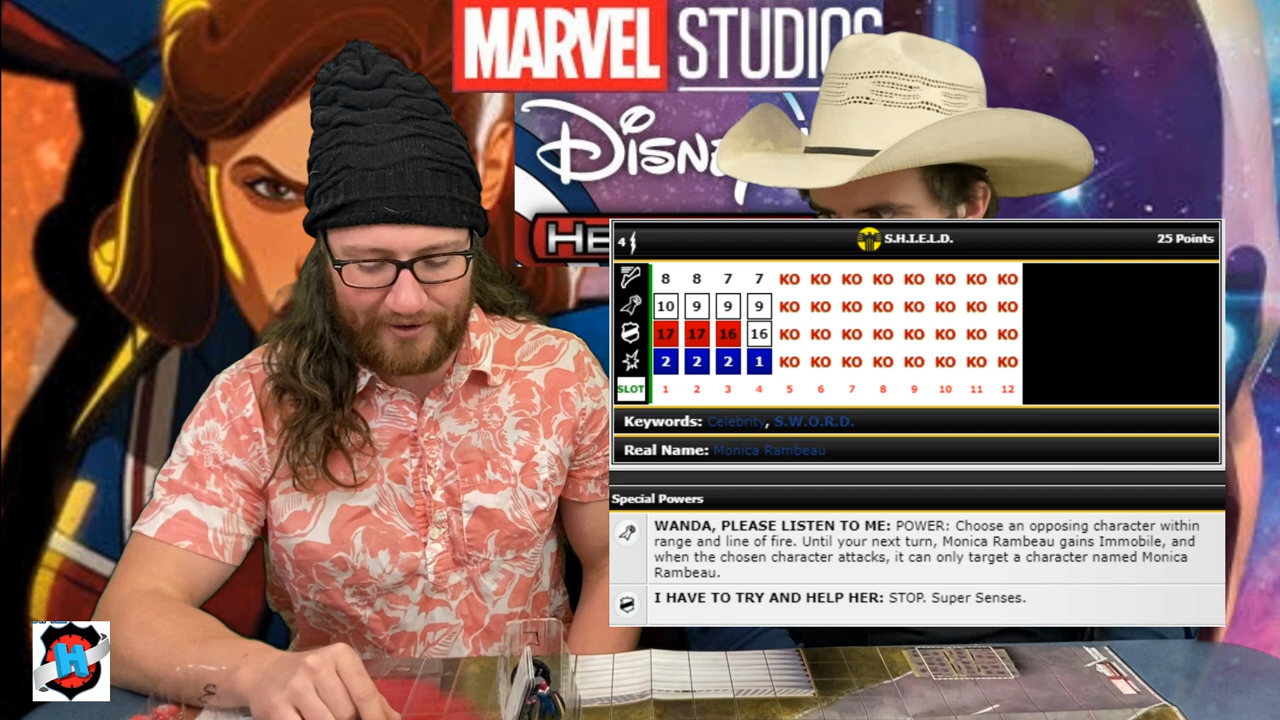 MARVEL STUDIOS
DISNE
HE
4 S.H.I.E.L.D. 25 Points
8 8 7 7 KO KO KO KO KO KO KO KO
10 9 9 9 KO KO KO KO KO KO KO KO
17 17 16 16 KO KO KO KO KO KO KO KO
2 2 2 1 KO KO KO KO KO KO KO KO
SLOT 1 2 3 4 5 6 7 8 9 10 11 12
Keywords: Celebrity, S.W.O.R.D.
Real Name: Monica Rambeau
Special Powers
WANDA, PLEASE LISTEN TO ME: POWER: Choose an opposing character within
range and line of fire. Until your next turn, Monica Rambeau gains Immobile, and
when the chosen character attacks, it can only target a character named Monica
Rambeau.
I HAVE TO TRY AND HELP HER: STOP. Super Senses.
H